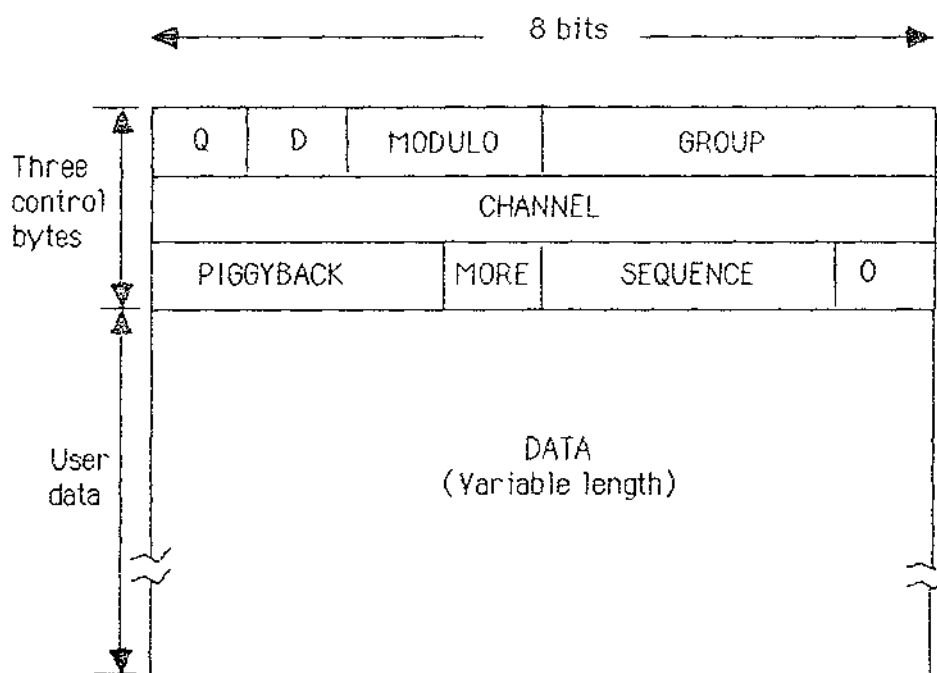 8 bits
Three
control
bytes
Q D MODULO GROUP
CHANNEL
PIGGYBACK MORE SEQUENCE 0
User
data
DATA
(Variable length)